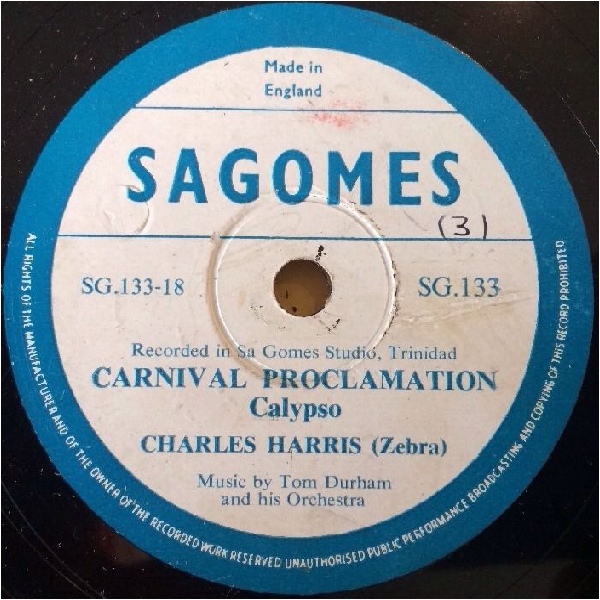 Made in
England
SAGOMES
(3)
SG.133-18
SG.133
Recorded in Sa Gomes Studio, Trinidad
CARNIVAL PROCLAMATION
Calypso
CHARLES HARRIS (Zebra)
Music by Tom Durham
and his Orchestra
ALL RIGHTS OF THE MANUFACTURER AND OF THE OWNER OF THE RECORDED WORK RESERVED UNAUTHORISED PUBLIC PERFORMANCE BROADCASTING AND COPYING OF THIS RECORD PROHIBITED